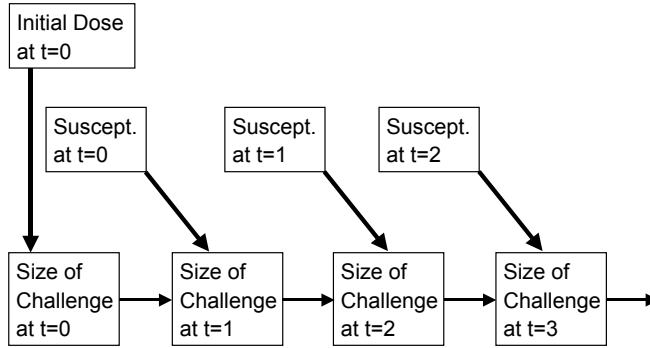 Initial Dose
at t=0
Suscept.
at t=0
Suscept.
at t=1
Suscept.
at t=2
Size of
Challenge
at t=0
Size of
Challenge
at t=1
Size of
Challenge
at t=2
Size of
Challenge
at t=3